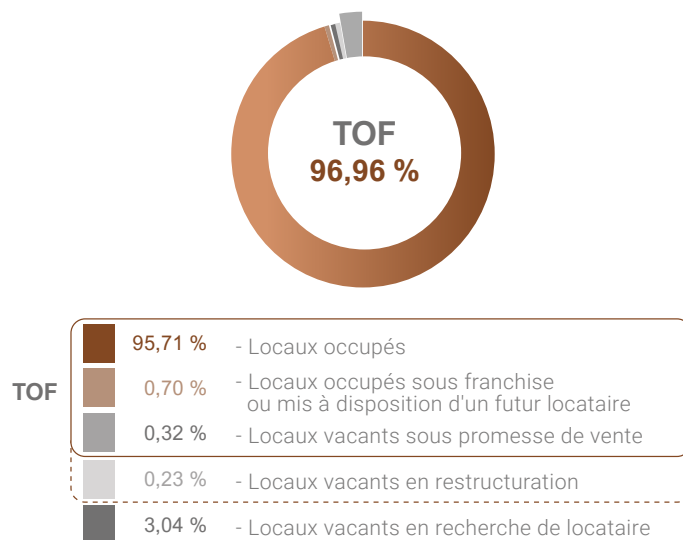 TOF
96,96 %
95,71 % - Locaux occupés
0,70 % - Locaux occupés sous franchise
ou mis à disposition d'un futur locataire
TOF
0,32 % - Locaux vacants sous promesse de vente
0,23 % - Locaux vacants en restructuration
3,04 % - Locaux vacants en recherche de locataire